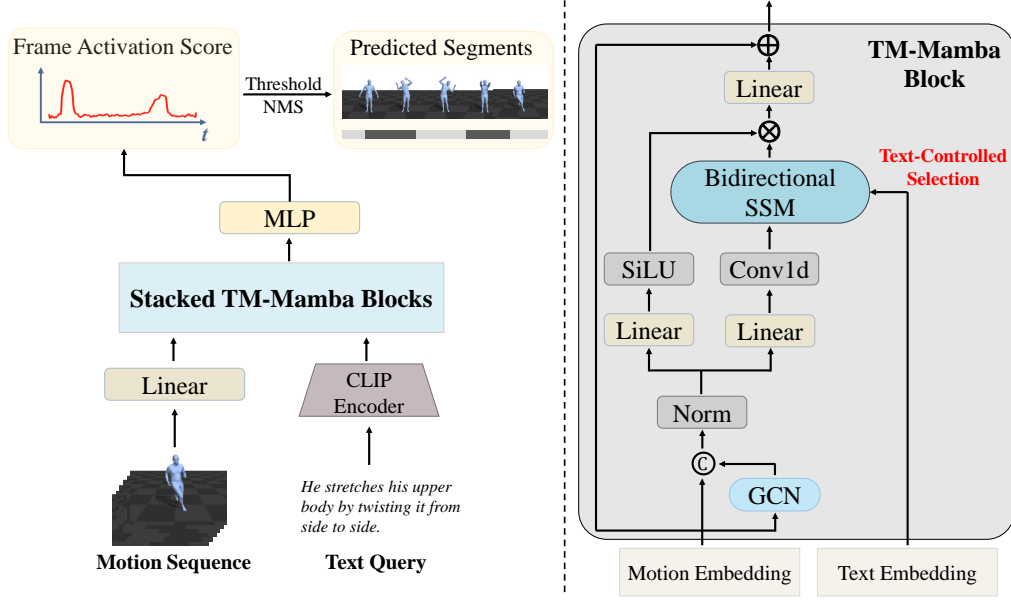 Frame Activation Score
t
Threshold
NMS
Predicted Segments
MLP
Stacked TM-Mamba Blocks
Linear
CLIP
Encoder
He stretches his upper
body by twisting it from
side to side.
Motion Sequence
Text Query
TM-Mamba
Block
Linear
Text-Controlled
Selection
Bidirectional
SSM
SiLU
Conv1d
Linear
Linear
Norm
C
GCN
Motion Embedding
Text Embedding